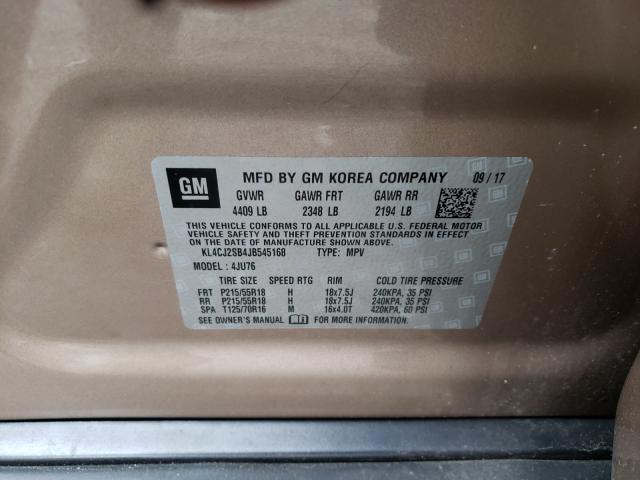 GM MFD BY GM KOREA COMPANY 09 / 17
GVWR GAWR FRT GAWR RR
4409 LB 2348 LB 2194 LB
THIS VEHICLE CONFORMS TO ALL APPLICABLE U.S. FEDERAL MOTOR
VEHICLE SAFETY AND THEFT PREVENTION STANDARDS IN EFFECT
ON THE DATE OF MANUFACTURE SHOWN ABOVE.
KL4CJ2SB4JB545168 TYPE: MPV
MODEL : 4JU76
TIRE SIZE SPEED RTG RIM COLD TIRE PRESSURE
FRT P215/55R18 H 18x7.5J 240KPA, 35 PSI
RR P215/55R18 H 18x7.5J 240KPA, 35 PSI
SPA T125/70R16 M 16x4.0T 420KPA, 60 PSI
SEE OWNER'S MANUAL FOR MORE INFORMATION.